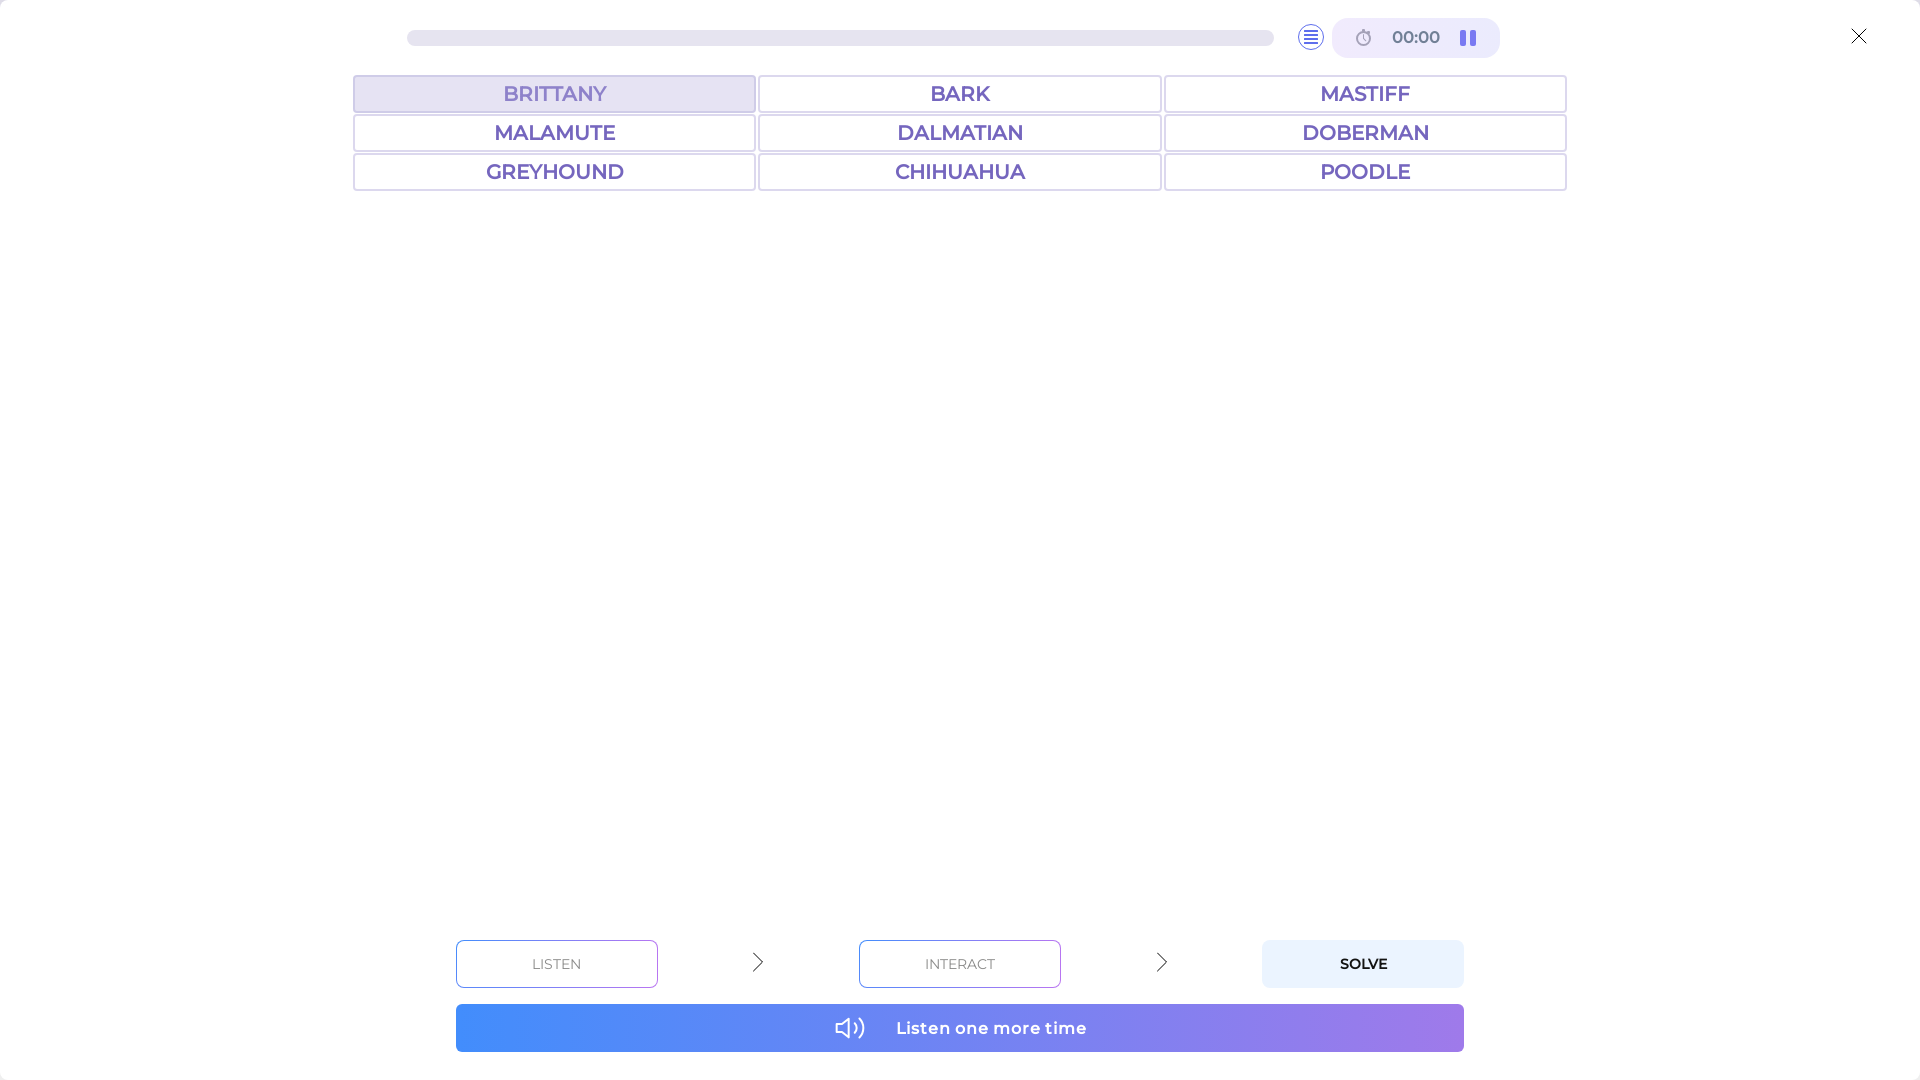 00:00
BRITTANY BARK MASTIFF
MALAMUTE DALMATIAN DOBERMAN
GREYHOUND CHIHUAHUA POODLE
LISTEN INTERACT SOLVE
Listen one more time